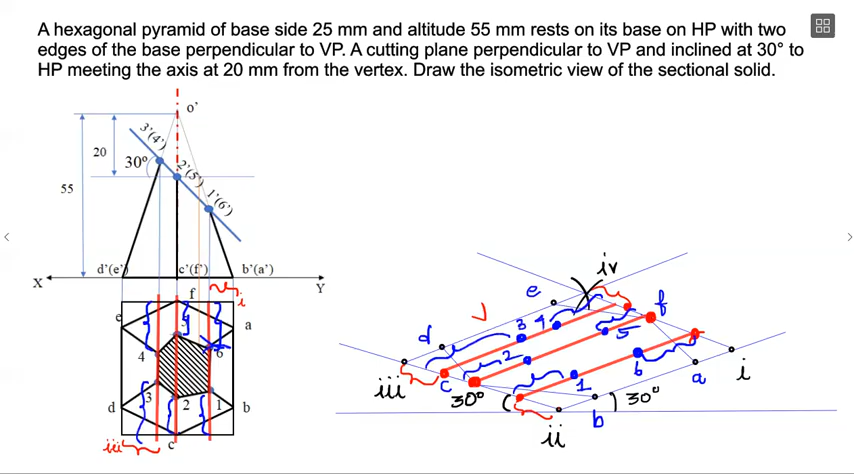 A hexagonal pyramid of base side 25 mm and altitude 55 mm rests on its base on HP with two
edges of the base perpendicular to VP. A cutting plane perpendicular to VP and inclined at 30° to
HP meeting the axis at 20 mm from the vertex. Draw the isometric view of the sectional solid.
o'
3'(4')
20
30°
2'(5')
55
1'(6')
d'(e')
c'(f')
b'(a')
X
Y
i
f
e
a
5
4
6
3
2
1
d
b
c
iii
iv
e
f
d
3
4
5
2
c
1
b
a
i
iii
30°
30°
b
ii